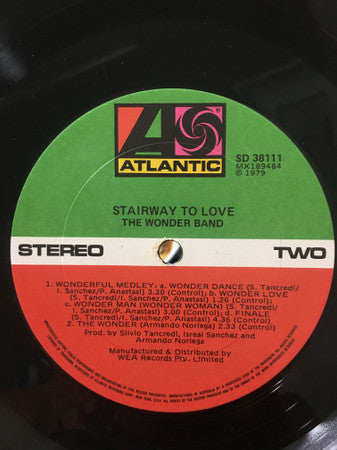 ATLANTIC
SD 38111
MX189484
℗ 1979
STAIRWAY TO LOVE
THE WONDER BAND
STEREO TWO
1. WONDERFUL MEDLEY: a. WONDER DANCE (S. Tancredi/
I. Sanchez/P. Anastasi) 3.30 (Control); b. WONDER LOVE
(S. Tancredi/I. Sanchez/P. Anastasi) 1.26 (Control);
c. WONDER MAN (WONDER WOMAN) (S. Tancredi/
I. Sanchez/P. Anastasi) 3.00 (Control); d. FINALE
(S. Tancredi/I. Sanchez/P. Anastasi) 4.36 (Control)
2. THE WONDER (Armando Noriega) 2.33 (Control)
Prod. by Silvio Tancredi, Isreal Sanchez and
Armando Noriega
Manufactured & Distributed by
WEA Records Pty. Limited